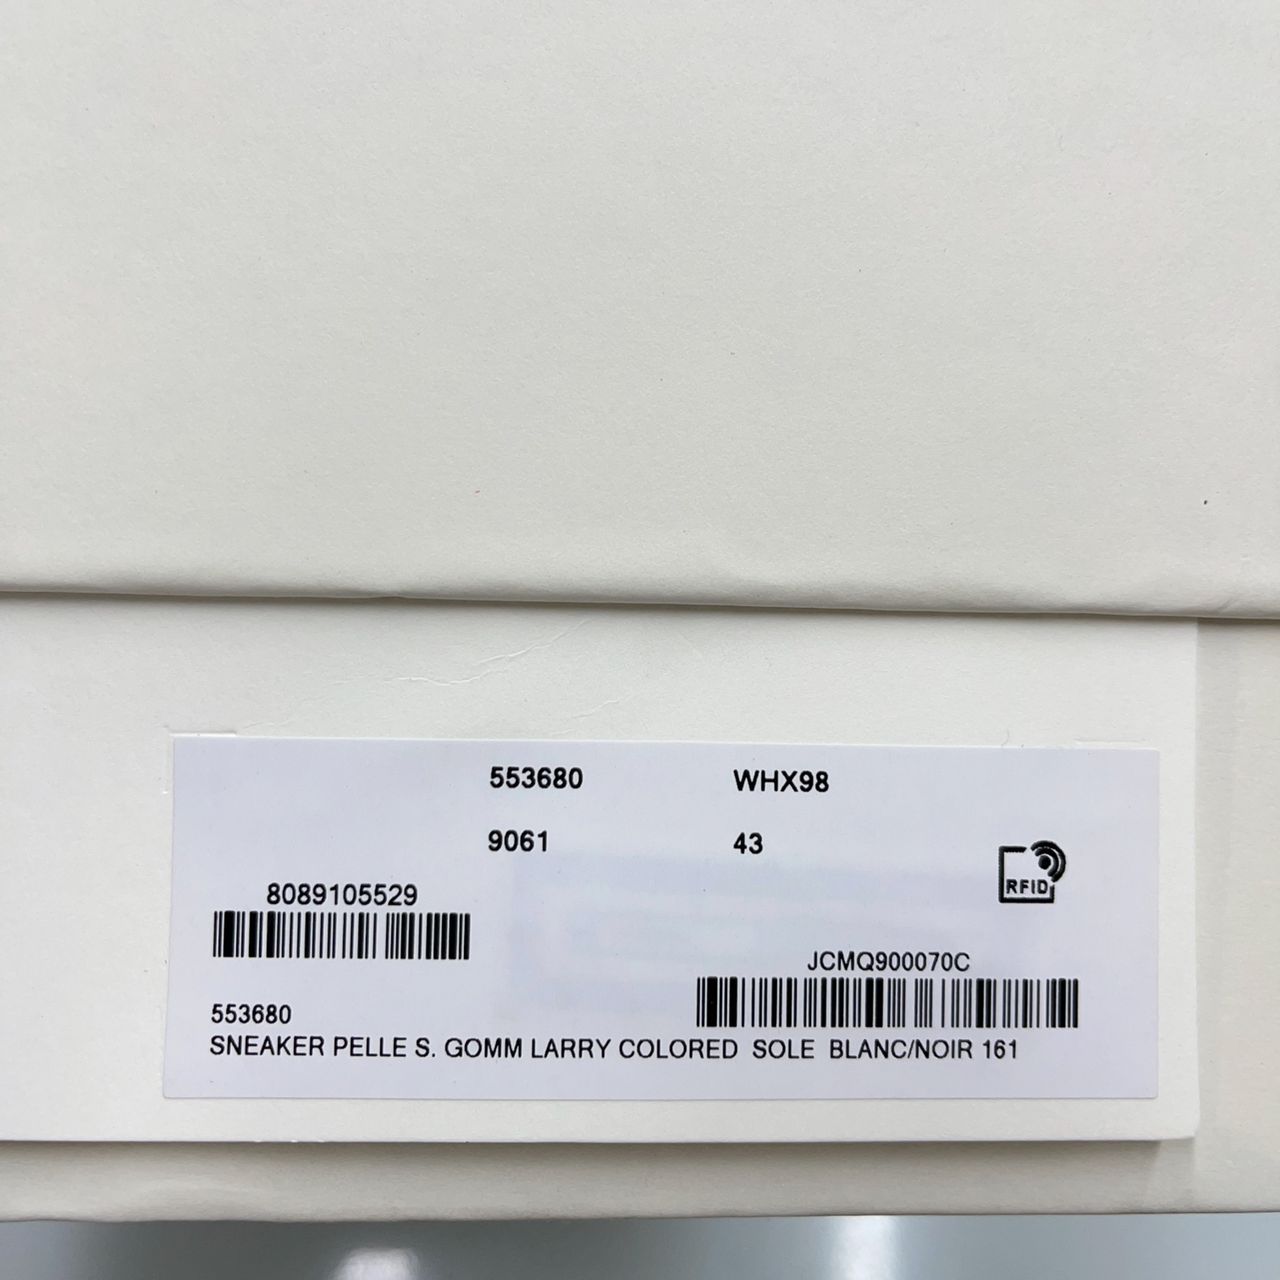 553680 WHX98
9061 43
RFID
8089105529
JCMQ900070C
553680
SNEAKER PELLE S. GOMM LARRY COLORED SOLE BLANC/NOIR 161